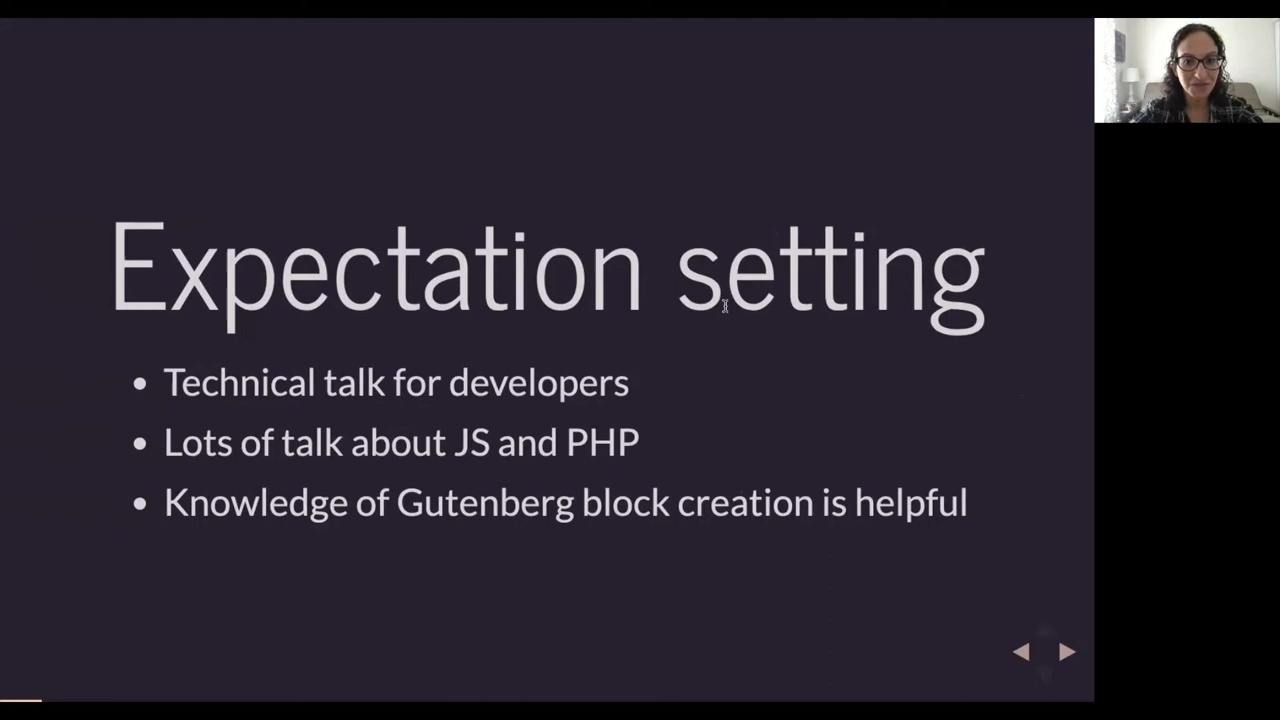 Expectation setting
Technical talk for developers
Lots of talk about JS and PHP
Knowledge of Gutenberg block creation is helpful